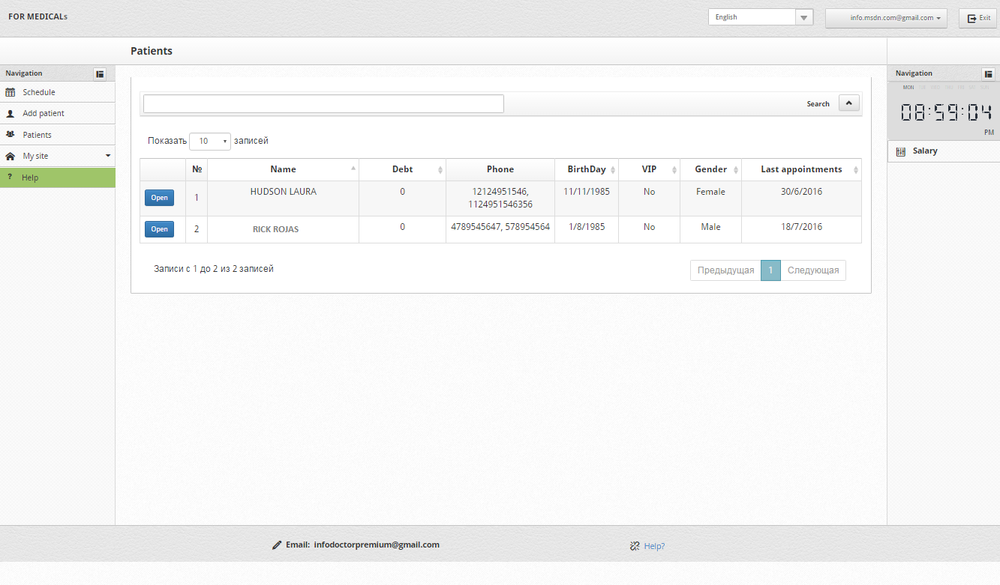 FOR MEDICALs
English
info.msdn.com@gmail.com
Exit
Patients
Navigation
Schedule
Add patient
Patients
My site
? Help
Search
Показать 10 записей
№ Name Debt Phone BirthDay VIP Gender Last appointments
Open 1 HUDSON LAURA 0 12124951546, 1124951546356 11/11/1985 No Female 30/6/2016
Open 2 RICK ROJAS 0 4789545647, 578954564 1/8/1985 No Male 18/7/2016
Записи с 1 до 2 из 2 записей
Предыдущая 1 Следующая
Navigation
MON TUE WED THU FRI SAT SUN
08:59:04
PM
Salary
Email: infodoctorpremium@gmail.com
Help?